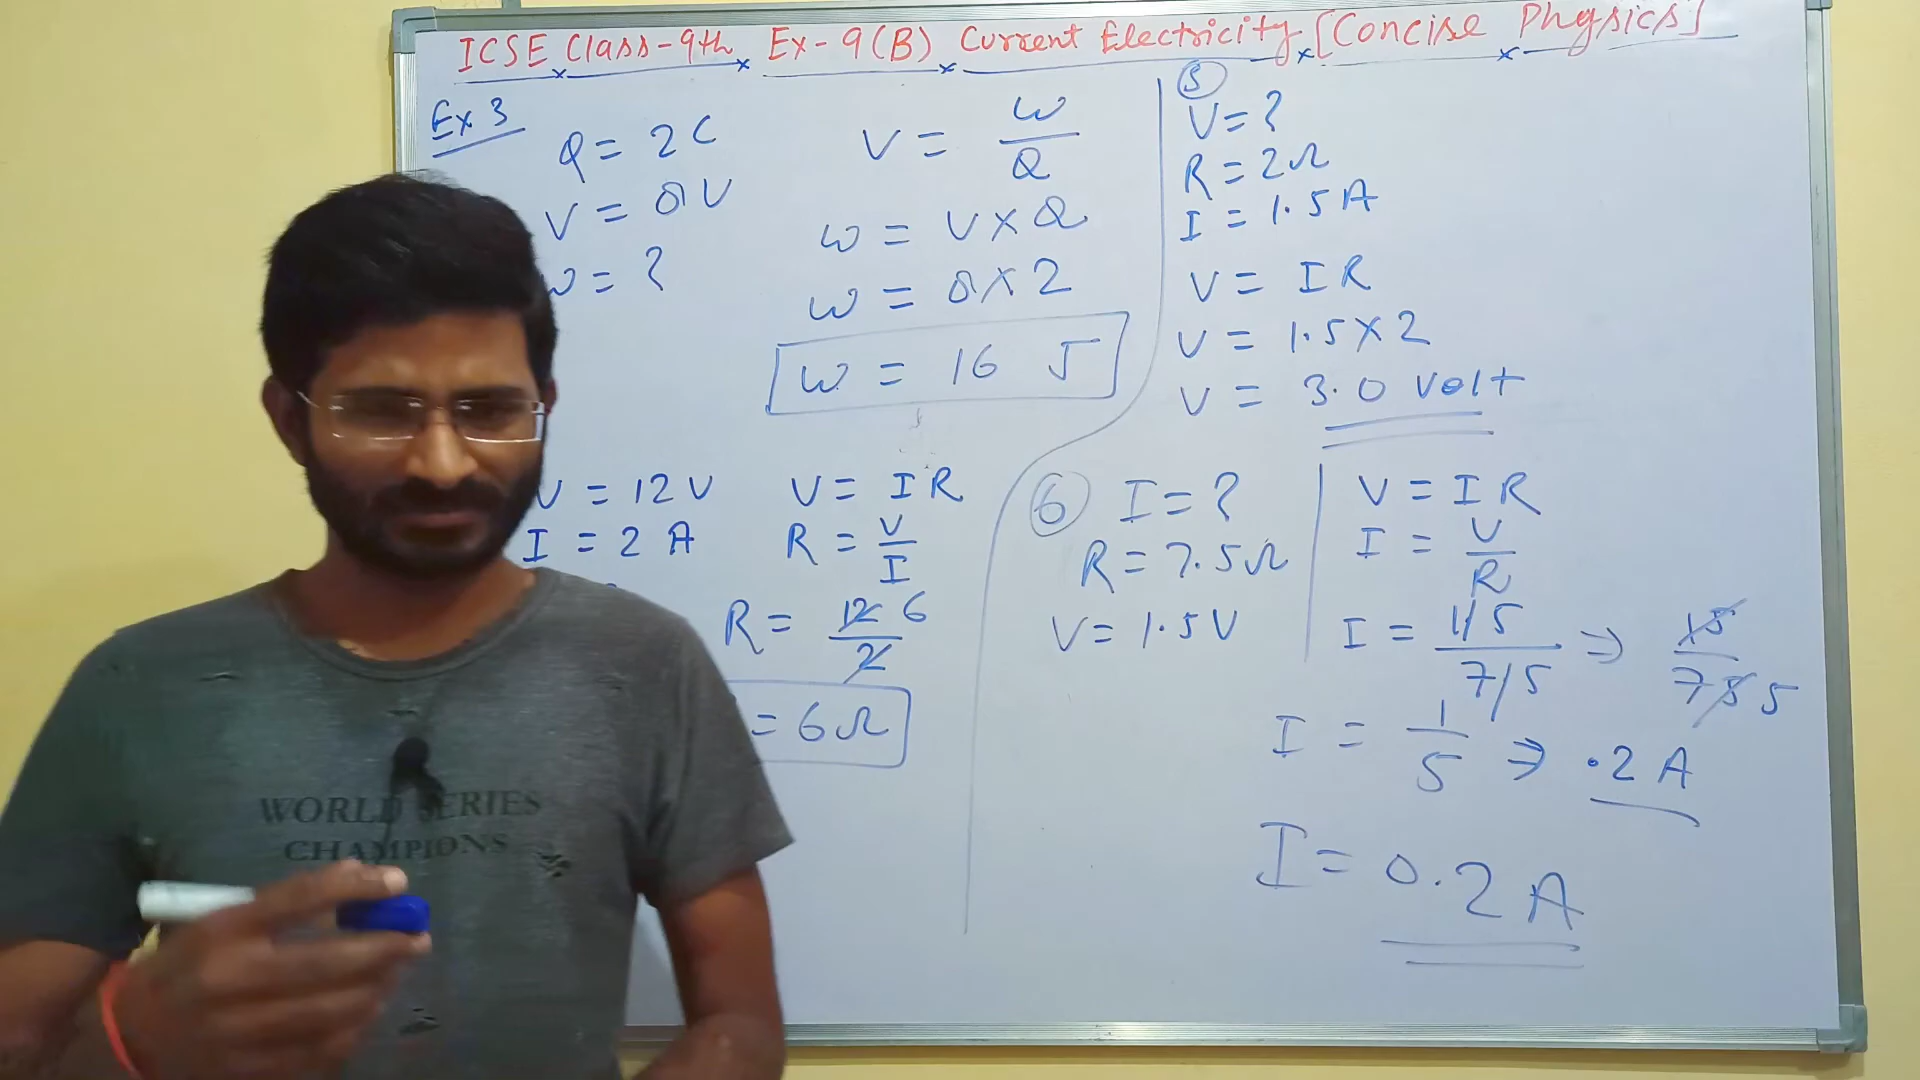 ICSE Class-9th Ex-9(B) Current Electricity [Concise Physics]
Ex 3
Q = 2C
V = 8V
W = ?
V = W/Q
W = V×Q
W = 8×2
W = 16 J
V = 12V
I = 2 A
V = IR
R = V/I
R = 12/2 6
= 6Ω
5
V = ?
R = 2Ω
I = 1.5A
V = IR
V = 1.5×2
V = 3.0 volt
6
I = ?
R = 7.5Ω
V = 1.5V
V = IR
I = V/R
I = 1.5/7.5 ⇒ 15/75 5
I = 1/5 ⇒ .2 A
I = 0.2 A
WORLD SERIES
CHAMPIONS